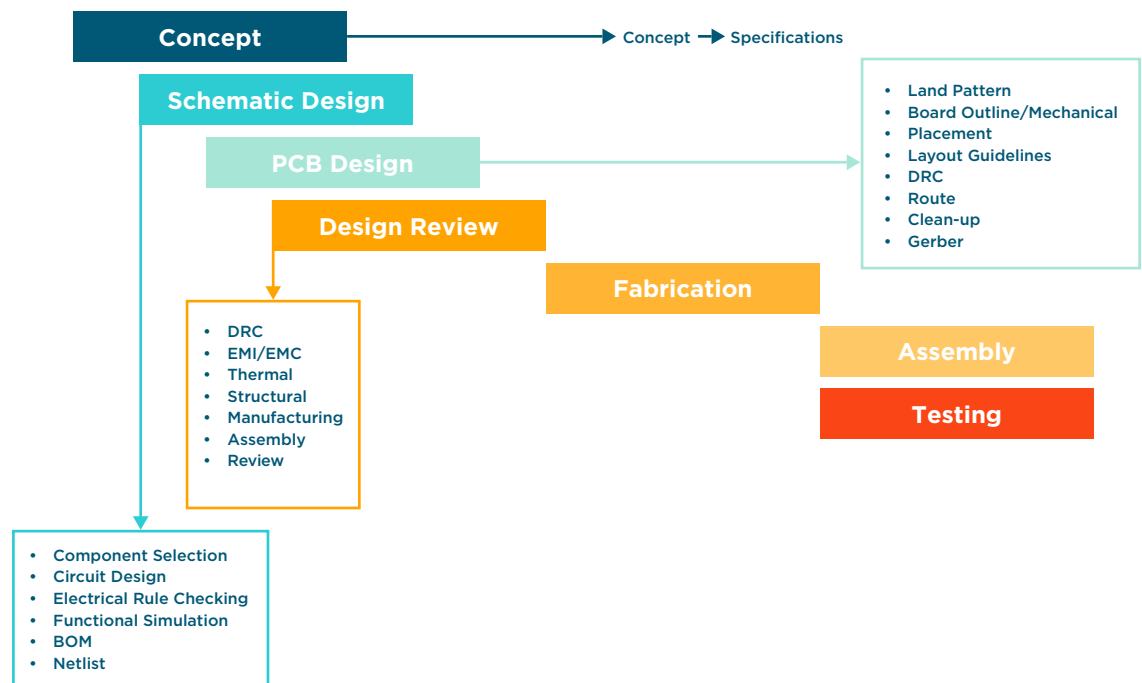 Concept
Concept
Specifications
Schematic Design
PCB Design
• Land Pattern
• Board Outline/Mechanical
• Placement
• Layout Guidelines
• DRC
• Route
• Clean-up
• Gerber
Design Review
Fabrication
Assembly
Testing
• DRC
• EMI/EMC
• Thermal
• Structural
• Manufacturing
• Assembly
• Review
• Component Selection
• Circuit Design
• Electrical Rule Checking
• Functional Simulation
• BOM
• Netlist